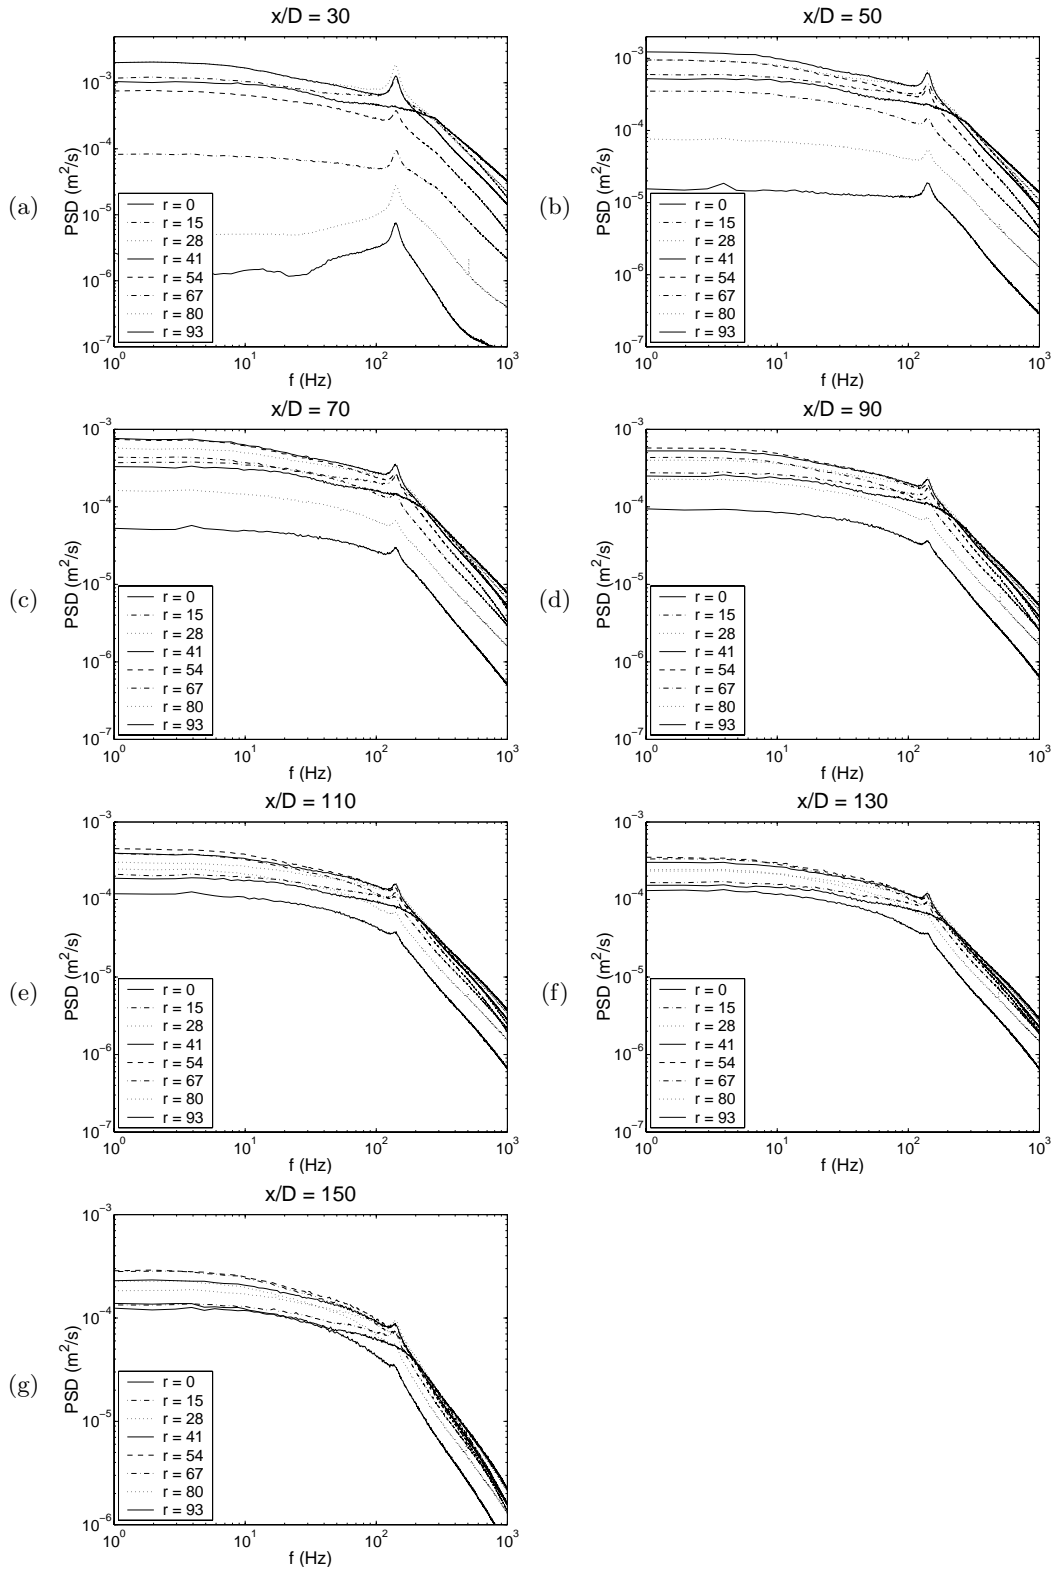 x/D = 30
10⁻³
10⁻⁴
10⁻⁵
10⁻⁶
10⁻⁷
PSD (m²/s)
(a)
r = 0
r = 15
r = 28
r = 41
r = 54
r = 67
r = 80
r = 93
10⁰ 10¹ 10² 10³
f (Hz)
x/D = 50
10⁻³
10⁻⁴
10⁻⁵
10⁻⁶
10⁻⁷
PSD (m²/s)
(b)
r = 0
r = 15
r = 28
r = 41
r = 54
r = 67
r = 80
r = 93
10⁰ 10¹ 10² 10³
f (Hz)
x/D = 70
10⁻³
10⁻⁴
10⁻⁵
10⁻⁶
10⁻⁷
PSD (m²/s)
(c)
r = 0
r = 15
r = 28
r = 41
r = 54
r = 67
r = 80
r = 93
10⁰ 10¹ 10² 10³
f (Hz)
x/D = 90
10⁻³
10⁻⁴
10⁻⁵
10⁻⁶
10⁻⁷
PSD (m²/s)
(d)
r = 0
r = 15
r = 28
r = 41
r = 54
r = 67
r = 80
r = 93
10⁰ 10¹ 10² 10³
f (Hz)
x/D = 110
10⁻³
10⁻⁴
10⁻⁵
10⁻⁶
10⁻⁷
PSD (m²/s)
(e)
r = 0
r = 15
r = 28
r = 41
r = 54
r = 67
r = 80
r = 93
10⁰ 10¹ 10² 10³
f (Hz)
x/D = 130
10⁻³
10⁻⁴
10⁻⁵
10⁻⁶
10⁻⁷
PSD (m²/s)
(f)
r = 0
r = 15
r = 28
r = 41
r = 54
r = 67
r = 80
r = 93
10⁰ 10¹ 10² 10³
f (Hz)
x/D = 150
10⁻³
10⁻⁴
10⁻⁵
10⁻⁶
PSD (m²/s)
(g)
r = 0
r = 15
r = 28
r = 41
r = 54
r = 67
r = 80
r = 93
10⁰ 10¹ 10² 10³
f (Hz)